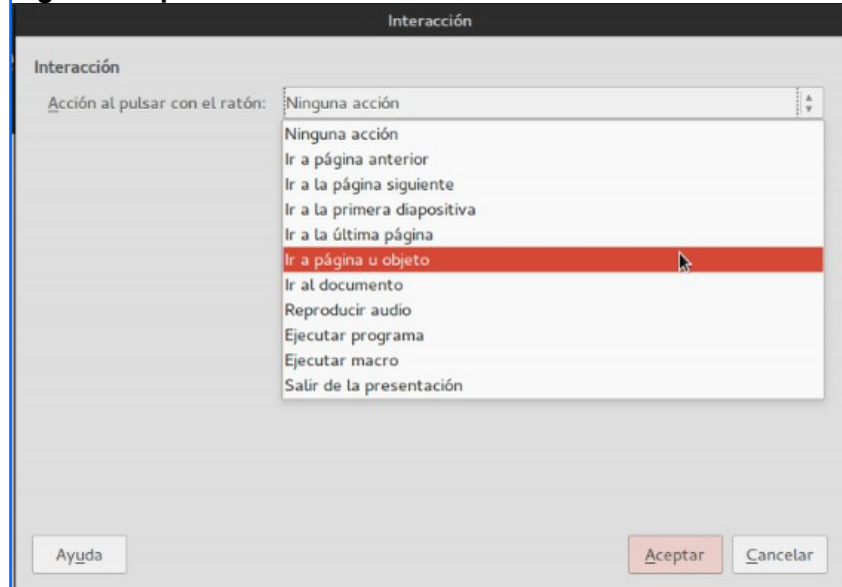 Interacción
Interacción
Acción al pulsar con el ratón: Ninguna acción
Ninguna acción
Ir a página anterior
Ir a la página siguiente
Ir a la primera diapositiva
Ir a la última página
Ir a página u objeto
Ir al documento
Reproducir audio
Ejecutar programa
Ejecutar macro
Salir de la presentación
Ayuda Aceptar Cancelar